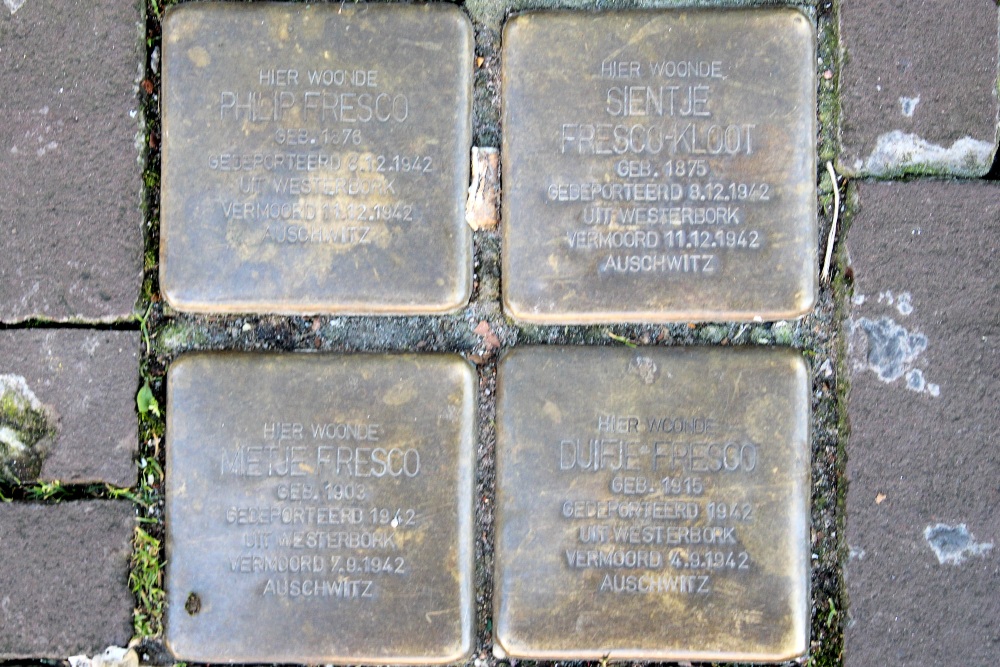 HIER WOONDE
PHILIP FRESCO
GEB. 1876
GEDEPORTEERD 8.12.1942
UIT WESTERBORK
VERMOORD 11.12.1942
AUSCHWITZ
HIER WOONDE
SIENTJE
FRESCO-KLOOT
GEB. 1875
GEDEPORTEERD 8.12.1942
UIT WESTERBORK
VERMOORD 11.12.1942
AUSCHWITZ
HIER WOONDE
MIETJE FRESCO
GEB. 1903
GEDEPORTEERD 1942
UIT WESTERBORK
VERMOORD 7.9.1942
AUSCHWITZ
HIER WOONDE
DUIFJE FRESCO
GEB. 1915
GEDEPORTEERD 1942
UIT WESTERBORK
VERMOORD 4.9.1942
AUSCHWITZ